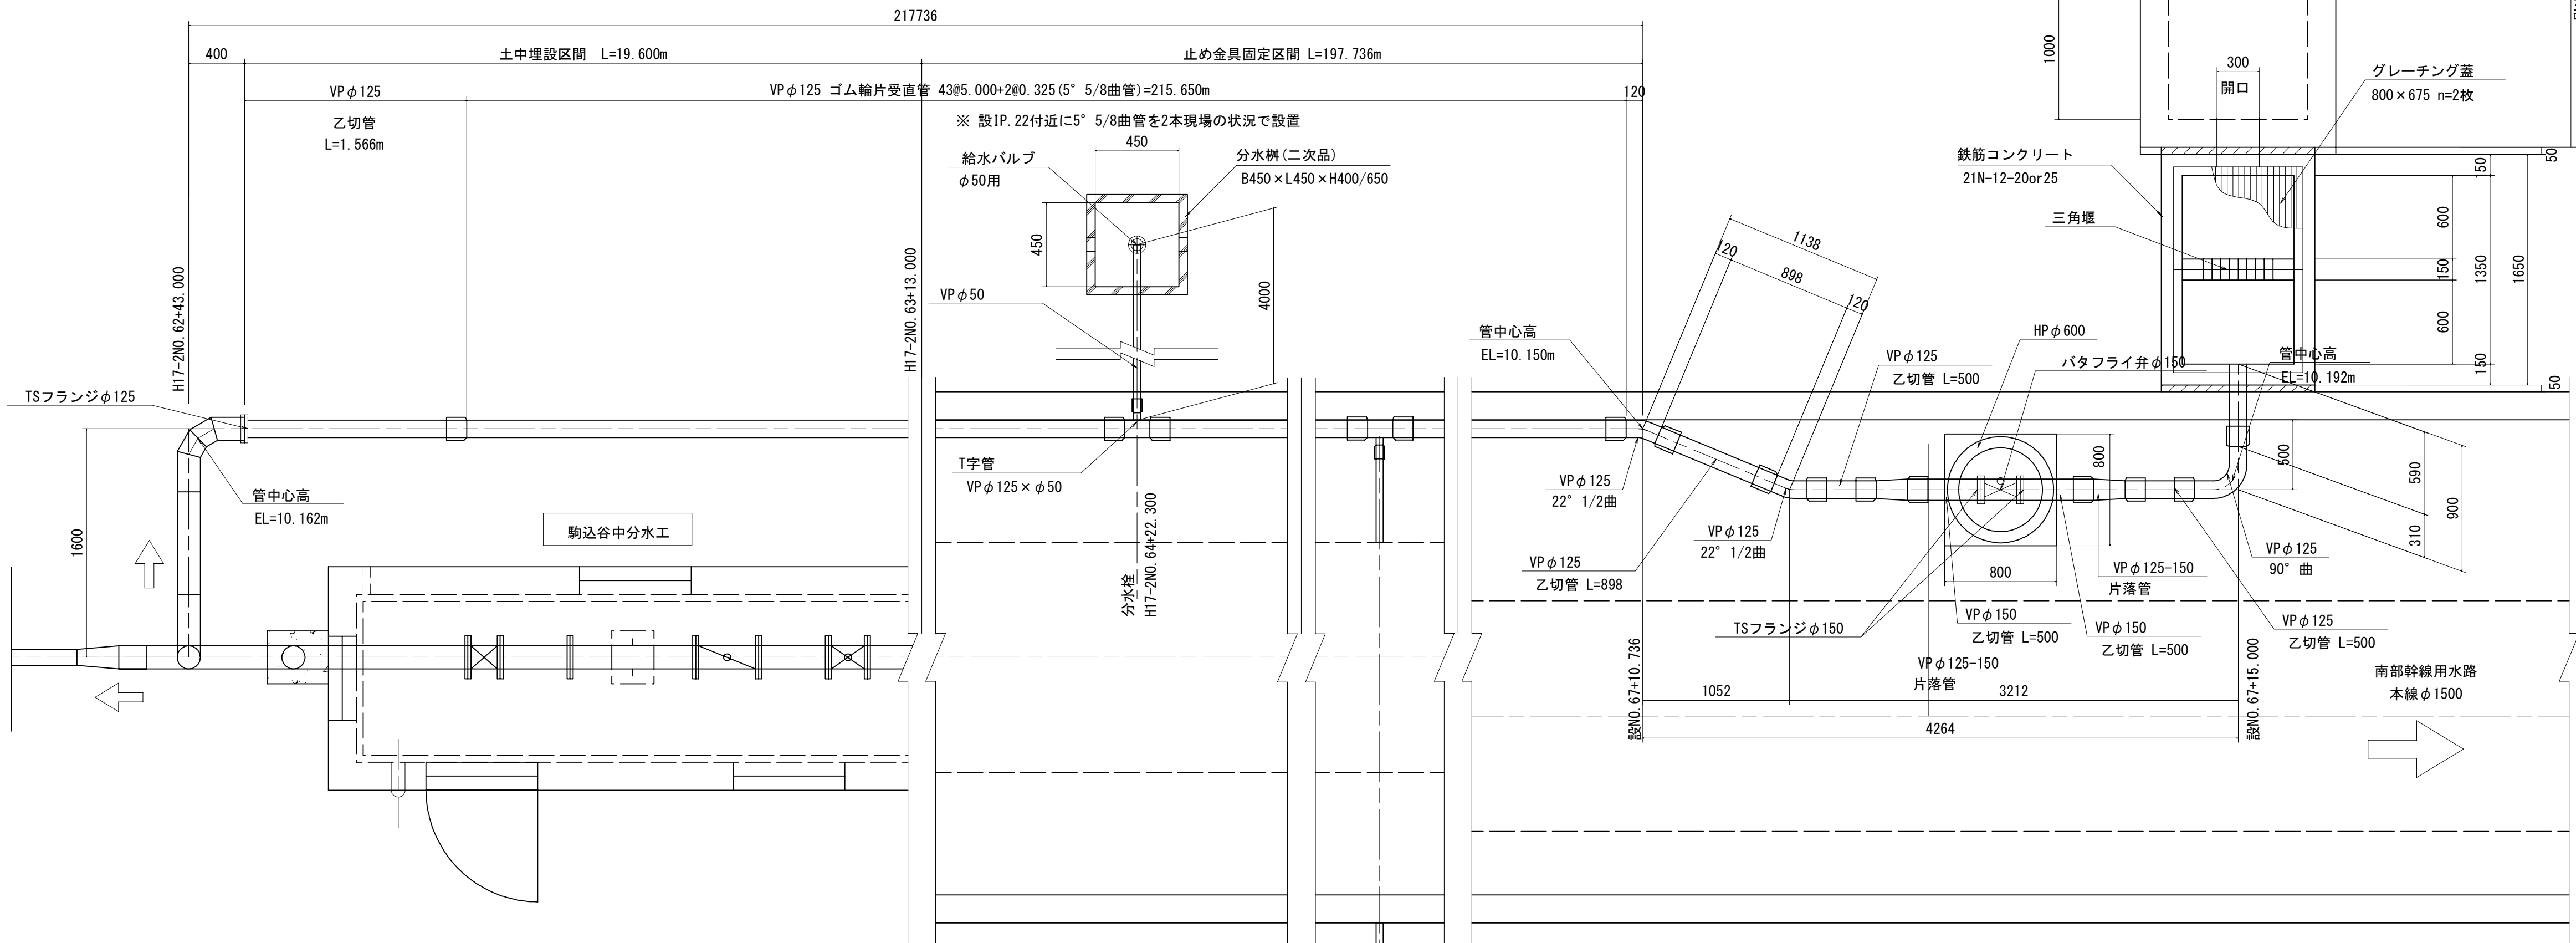 217736
400
土中埋設区間 L=19.600m
止め金具固定区間 L=197.736m
VPφ125
VPφ125 ゴム輪片受直管 43@5.000+2@0.325(5° 5/8曲管)=215.650m
120
乙切管
L=1.566m
※ 設IP.22付近に5° 5/8曲管を2本現場の状況で設置
450
給水バルブ
φ50用
分水桝(二次品)
B450×L450×H400/650
450
4000
VPφ50
H17-2NO.62+43.000
H17-2NO.63+13.000
TSフランジφ125
1600
管中心高
EL=10.162m
駒込谷中分水工
T字管
VPφ125×φ50
分水栓
H17-2NO.64+22.300
管中心高
EL=10.150m
1138
120
898
120
VPφ125
22° 1/2曲
VPφ125
乙切管 L=898
VPφ125
22° 1/2曲
VPφ125
乙切管 L=500
HPφ600
バタフライ弁φ150
800
800
TSフランジφ150
VPφ125-150
片落管
VPφ150
乙切管 L=500
VPφ150
乙切管 L=500
VPφ125-150
片落管
VPφ125
乙切管 L=500
VPφ125
90° 曲
管中心高
EL=10.192m
500
590
310
900
設NO.67+10.736
設NO.67+15.000
1052
3212
4264
南部幹線用水路
本線φ1500
1000
300
開口
グレーチング蓋
800×675 n=2枚
鉄筋コンクリート
21N-12-20or25
三角堰
150
600
150
600
150
1350
1650
50
50